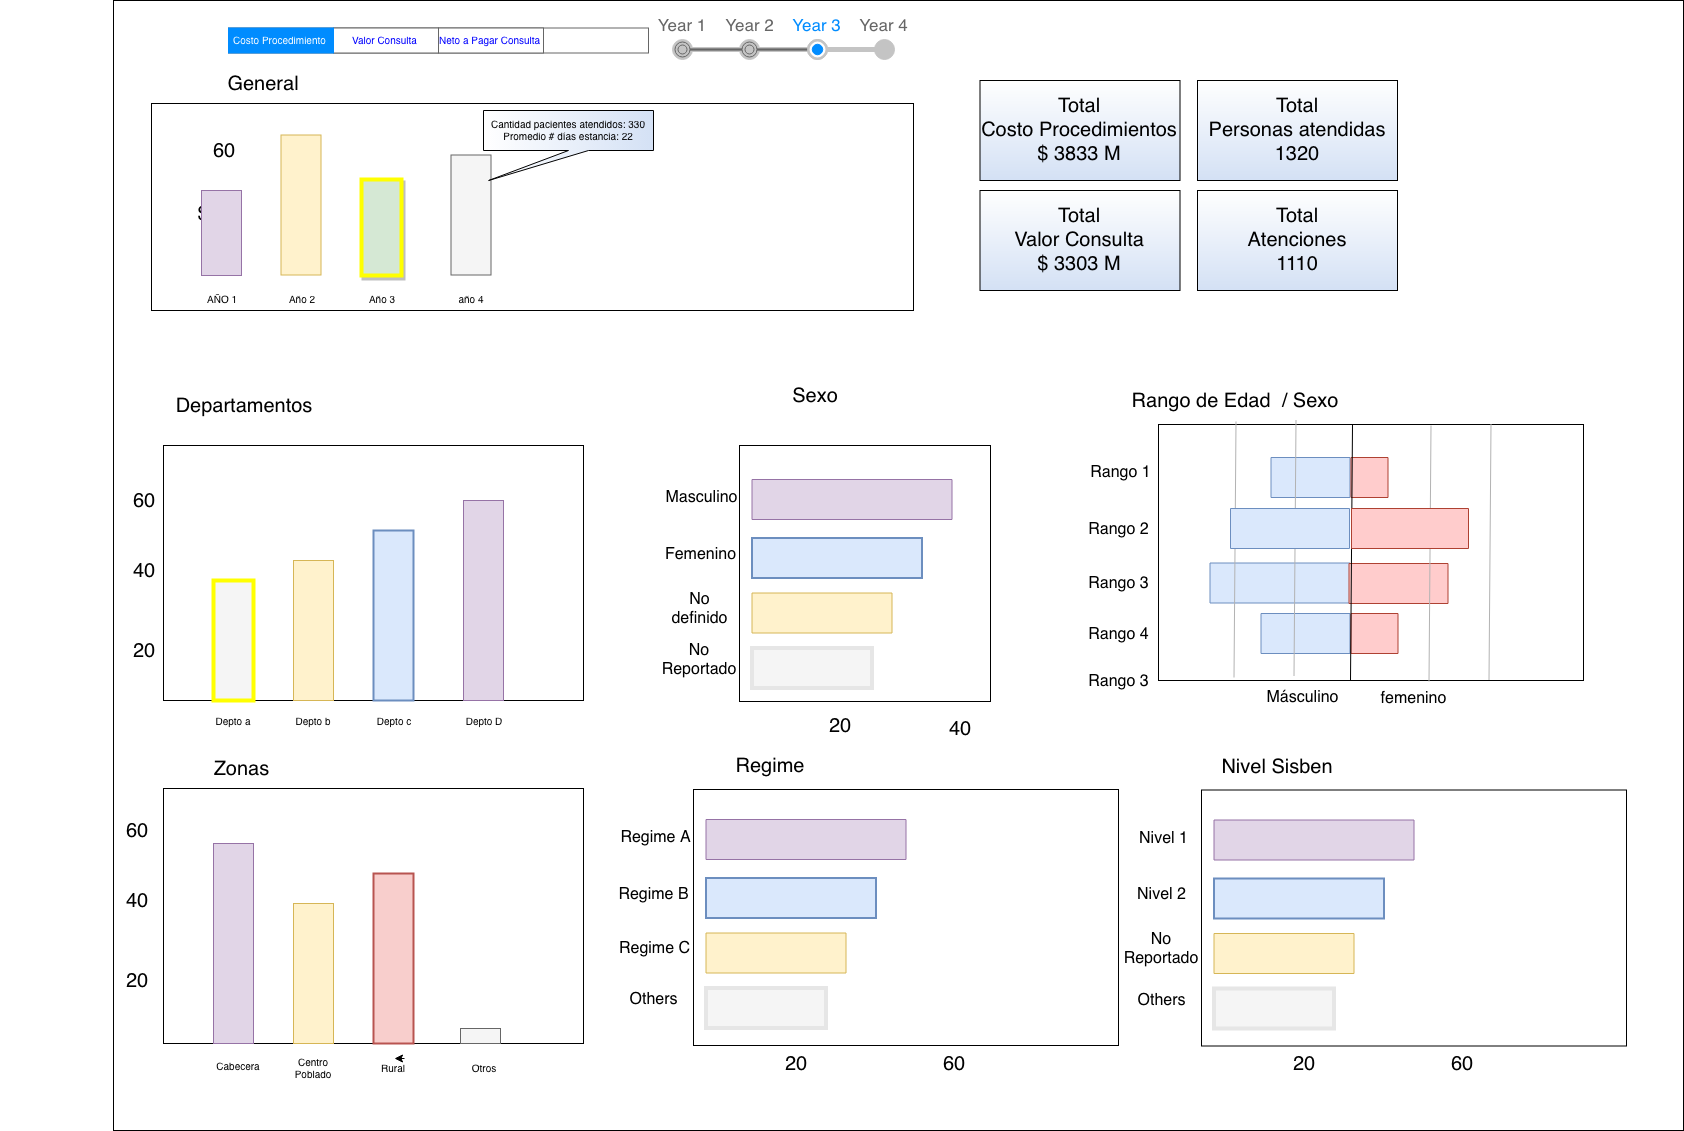 Year 1 Year 2 Year 3 Year 4
Costo Procedimiento Valor Consulta Neto a Pagar Consulta
General
Cantidad pacientes atendidos: 330
Promedio # días estancia: 22
60
AÑO 1 Año 2 Año 3 año 4
Total
Costo Procedimientos
$ 3833 M
Total
Personas atendidas
1320
Total
Valor Consulta
$ 3303 M
Total
Atenciones
1110
Departamentos
60
40
20
Depto a Depto b Depto c Depto D
Sexo
Masculino
Femenino
No
definido
No
Reportado
20 40
Rango de Edad / Sexo
Rango 1
Rango 2
Rango 3
Rango 4
Rango 3
Másculino femenino
Zonas
60
40
20
Cabecera Centro
Poblado Rural Otros
Regime
Regime A
Regime B
Regime C
Others
20 60
Nivel Sisben
Nivel 1
Nivel 2
No
Reportado
Others
20 60